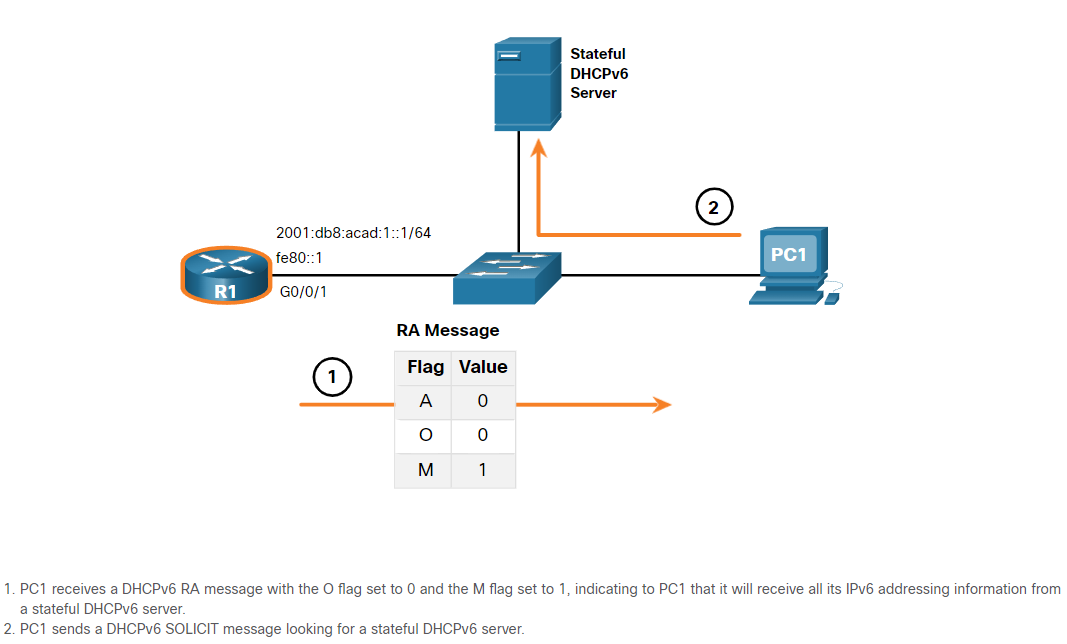 Stateful
DHCPv6
Server
2
2001:db8:acad:1::1/64
fe80::1
PC1
R1
G0/0/1
RA Message
1
Flag Value
A 0
O 0
M 1
1. PC1 receives a DHCPv6 RA message with the O flag set to 0 and the M flag set to 1, indicating to PC1 that it will receive all its IPv6 addressing information from
a stateful DHCPv6 server.
2. PC1 sends a DHCPv6 SOLICIT message looking for a stateful DHCPv6 server.